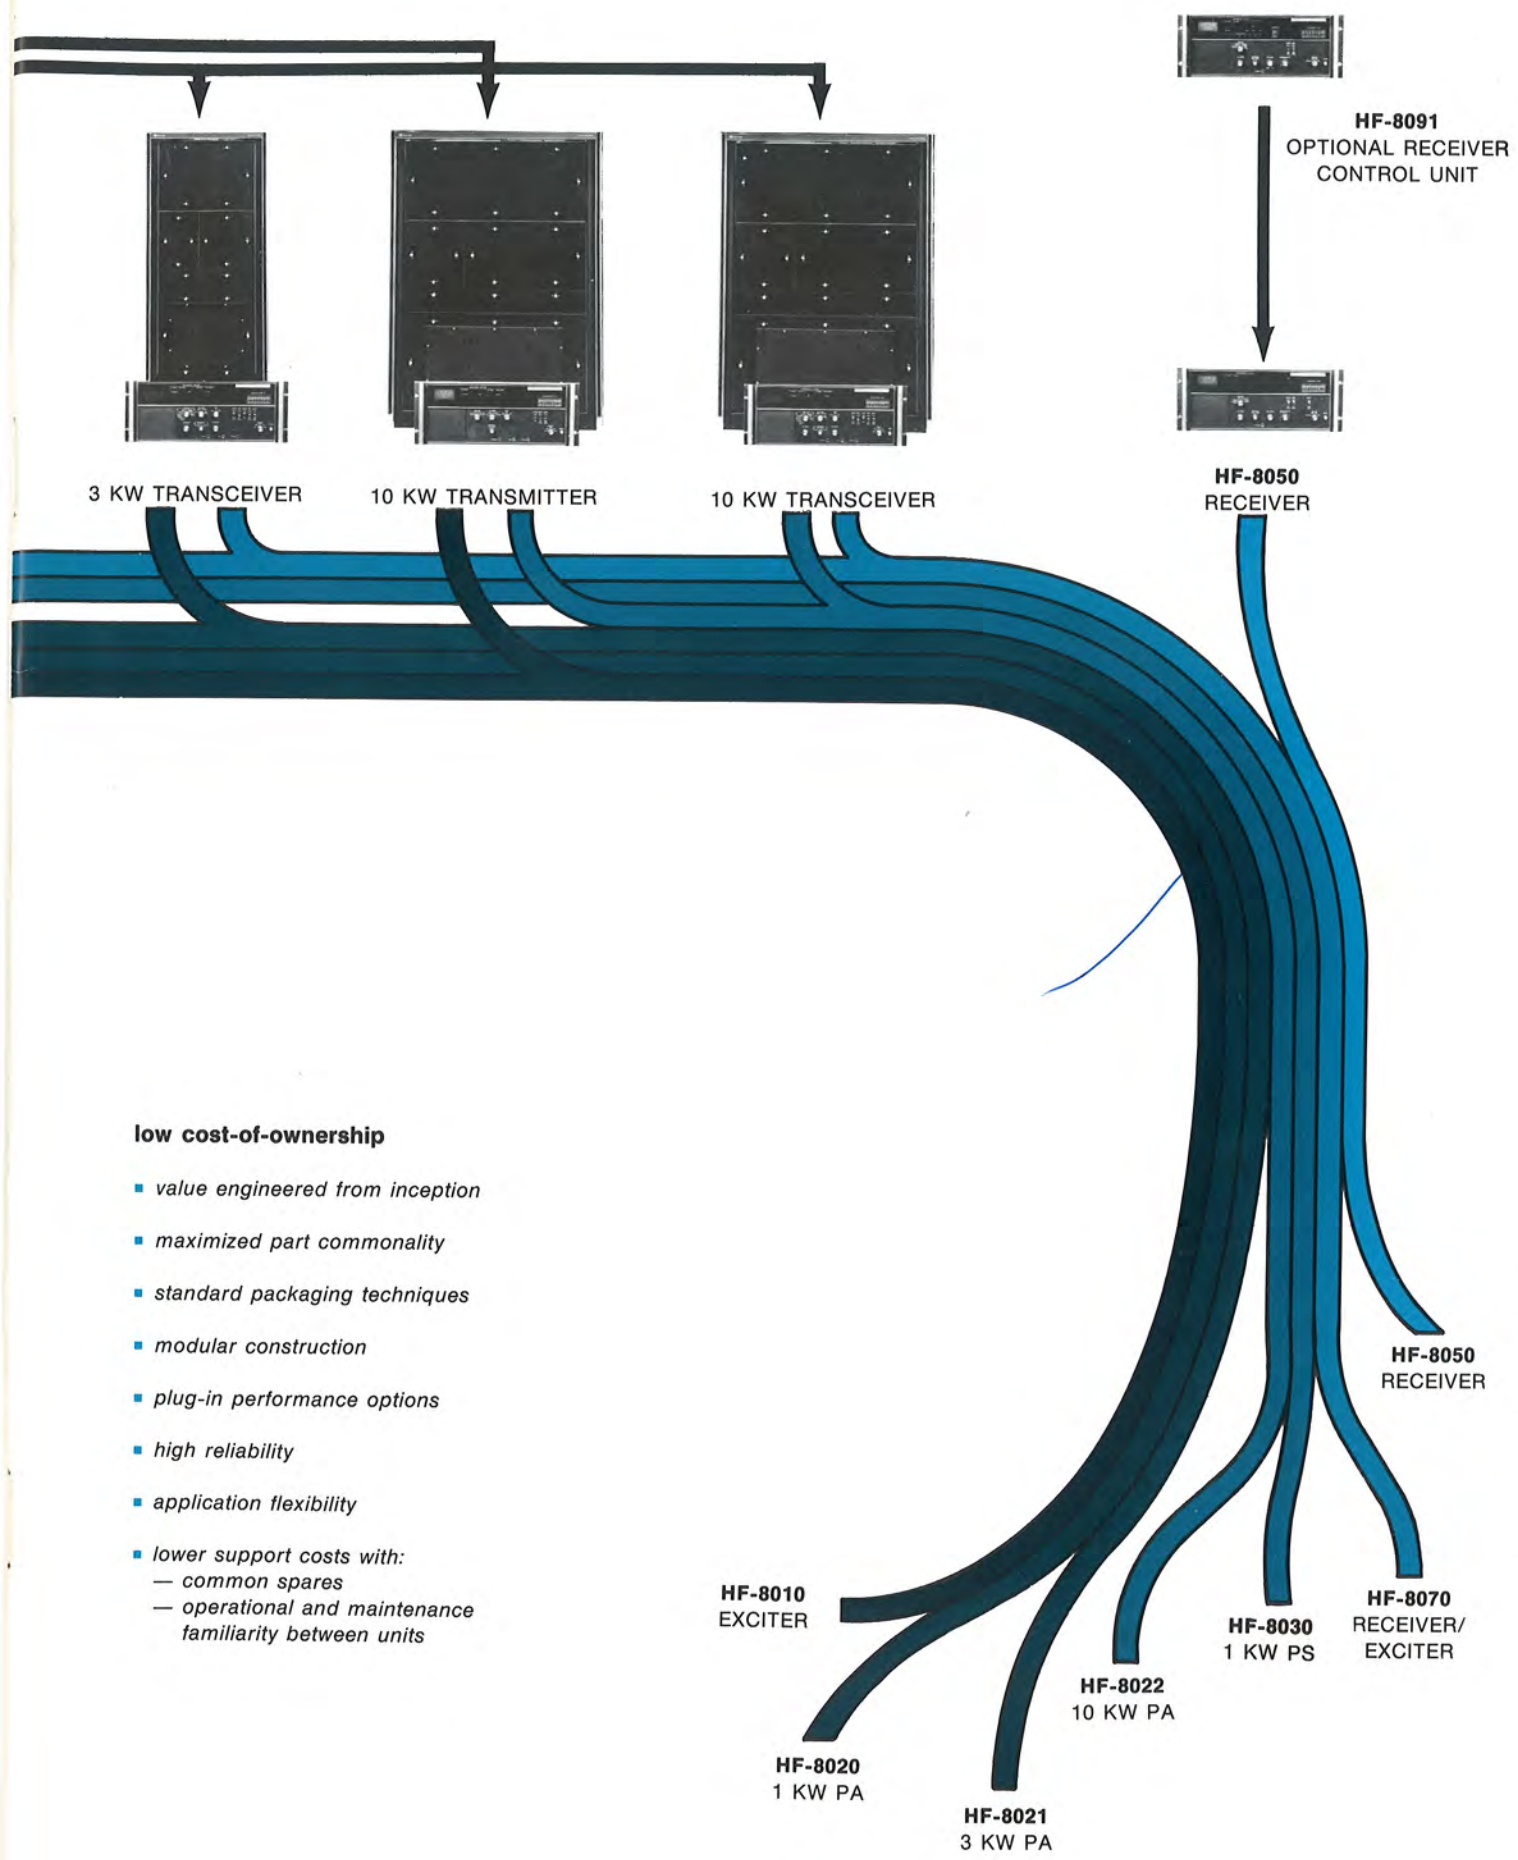 HF-8091
OPTIONAL RECEIVER
CONTROL UNIT
3 KW TRANSCEIVER
10 KW TRANSMITTER
10 KW TRANSCEIVER
HF-8050
RECEIVER
low cost-of-ownership
value engineered from inception
maximized part commonality
standard packaging techniques
modular construction
plug-in performance options
high reliability
application flexibility
lower support costs with:
— common spares
— operational and maintenance
familiarity between units
HF-8050
RECEIVER
HF-8010
EXCITER
HF-8020
1 KW PA
HF-8021
3 KW PA
HF-8022
10 KW PA
HF-8030
1 KW PS
HF-8070
RECEIVER/
EXCITER